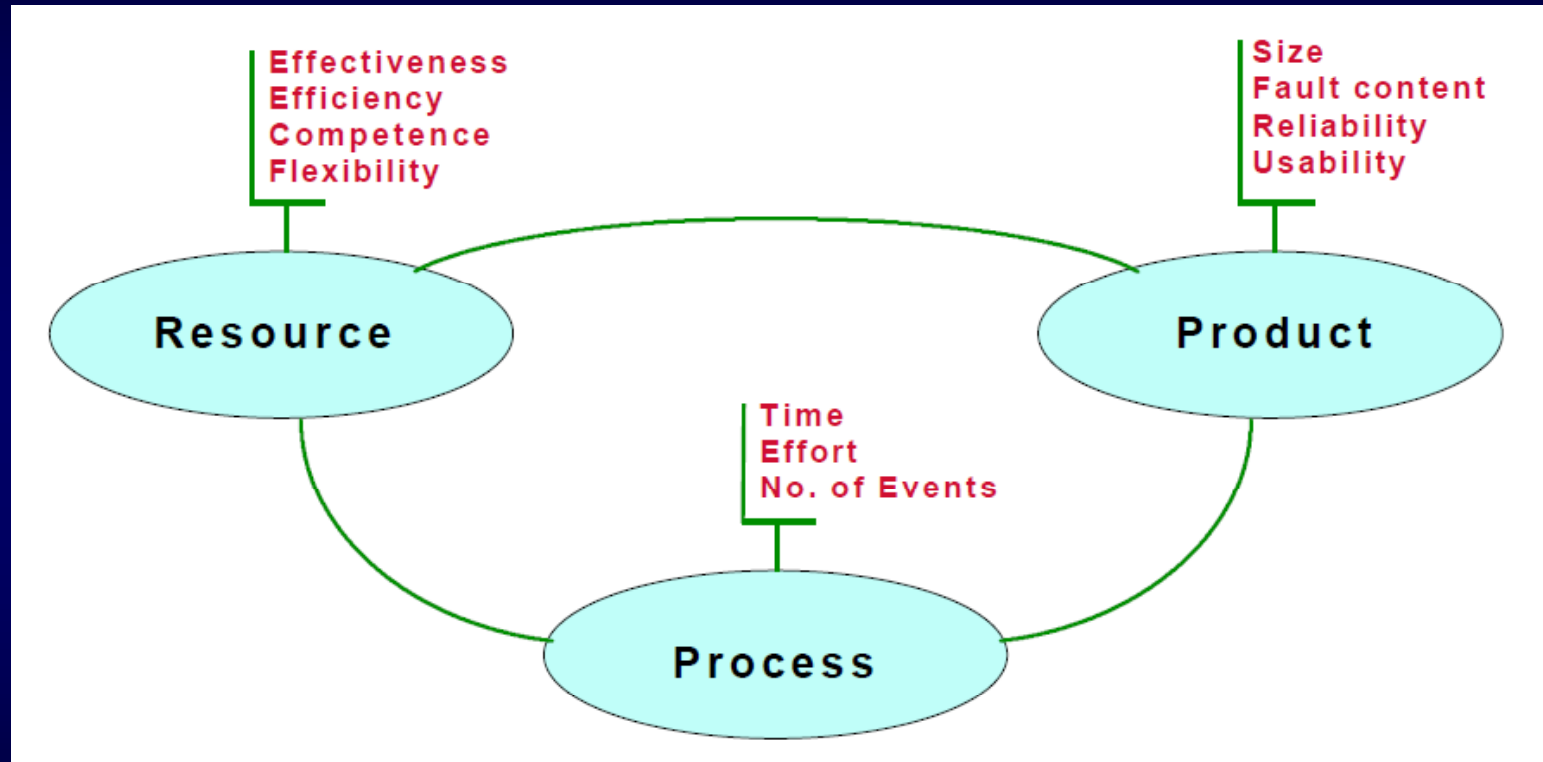 Effectiveness
Efficiency
Competence
Flexibility
Size
Fault content
Reliability
Usability
Resource
Product
Time
Effort
No. of Events
Process